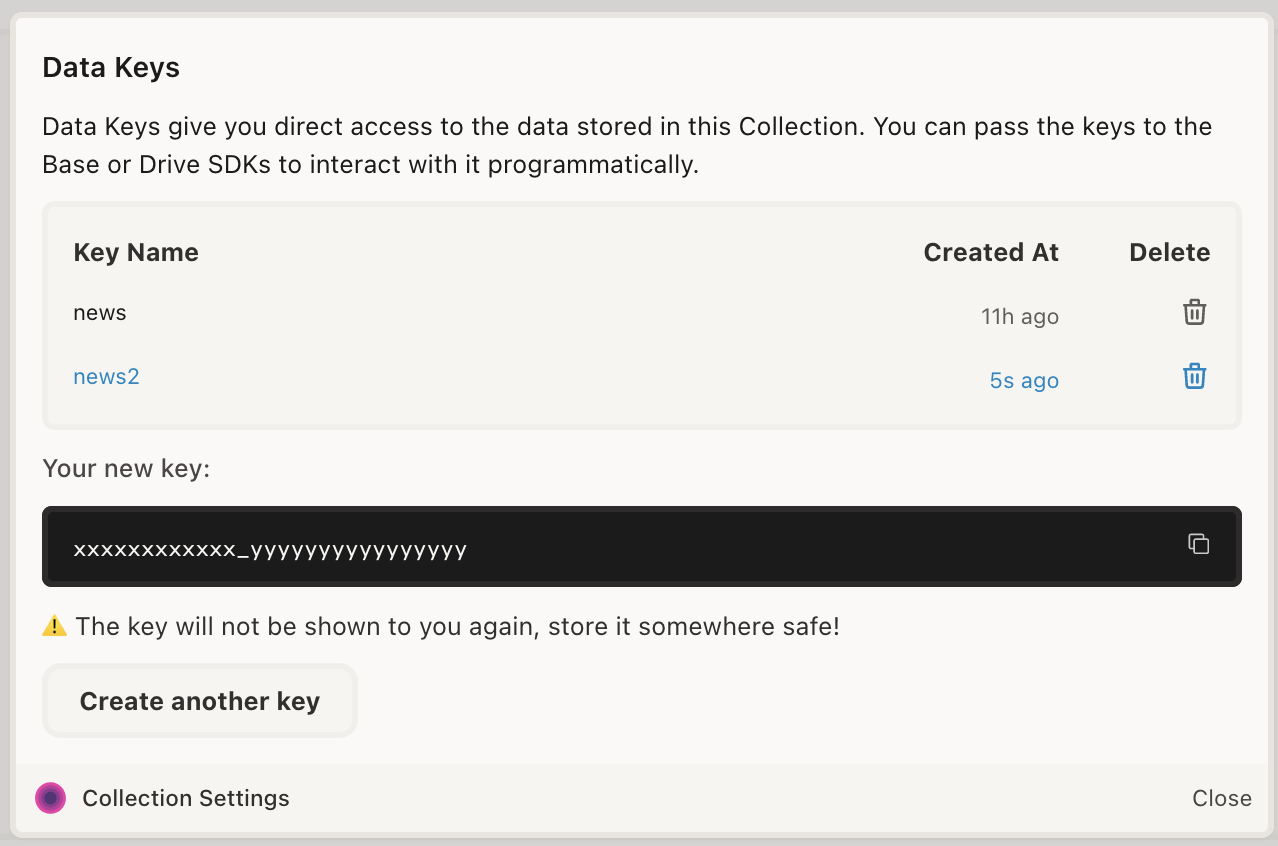 Data Keys
Data Keys give you direct access to the data stored in this Collection. You can pass the keys to the
Base or Drive SDKs to interact with it programmatically.
Key Name Created At Delete
news 11h ago
news2 5s ago
Your new key:
xxxxxxxxxxxx_yyyyyyyyyyyyyyyy
The key will not be shown to you again, store it somewhere safe!
Create another key
Collection Settings Close